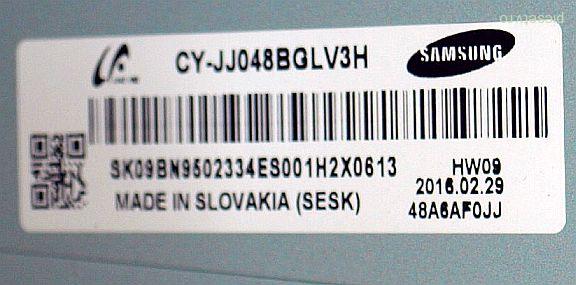 CY-JJ048BGLV3H
SAMSUNG
SK09BN9502334ES001H2X0613
MADE IN SLOVAKIA (SESK)
HW09
2016.02.29
48A6AF0JJ